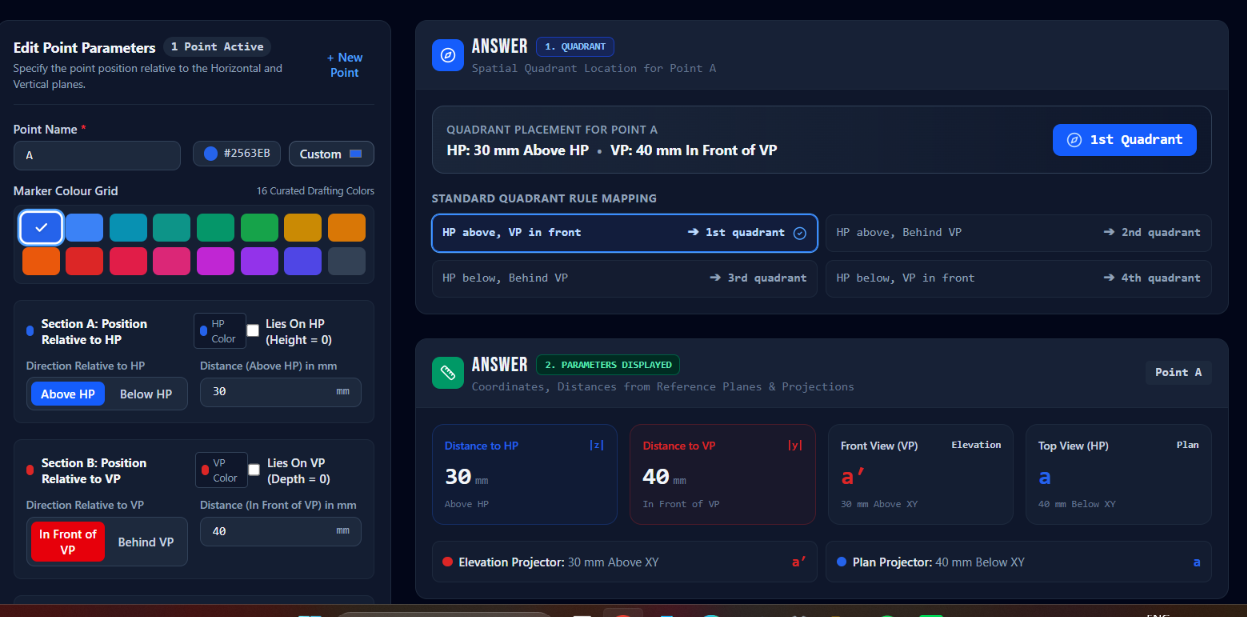 Edit Point Parameters 1 Point Active
Specify the point position relative to the Horizontal and
Vertical planes.
+ New
Point
Point Name *
A
#2563EB
Custom
Marker Colour Grid
16 Curated Drafting Colors
Section A: Position
Relative to HP
HP
Color
Lies On HP
(Height = 0)
Direction Relative to HP
Above HP
Below HP
Distance (Above HP) in mm
30 mm
Section B: Position
Relative to VP
VP
Color
Lies On VP
(Depth = 0)
Direction Relative to VP
In Front of
VP
Behind VP
Distance (In Front of VP) in mm
40 mm
ANSWER 1. QUADRANT
Spatial Quadrant Location for Point A
QUADRANT PLACEMENT FOR POINT A
HP: 30 mm Above HP • VP: 40 mm In Front of VP
1st Quadrant
STANDARD QUADRANT RULE MAPPING
HP above, VP in front → 1st quadrant
HP above, Behind VP → 2nd quadrant
HP below, Behind VP → 3rd quadrant
HP below, VP in front → 4th quadrant
ANSWER 2. PARAMETERS DISPLAYED
Coordinates, Distances from Reference Planes & Projections
Point A
Distance to HP |z|
30 mm
Above HP
Distance to VP |y|
40 mm
In Front of VP
Front View (VP) Elevation
a′
30 mm Above XY
Top View (HP) Plan
a
40 mm Below XY
Elevation Projector: 30 mm Above XY a′
Plan Projector: 40 mm Below XY a